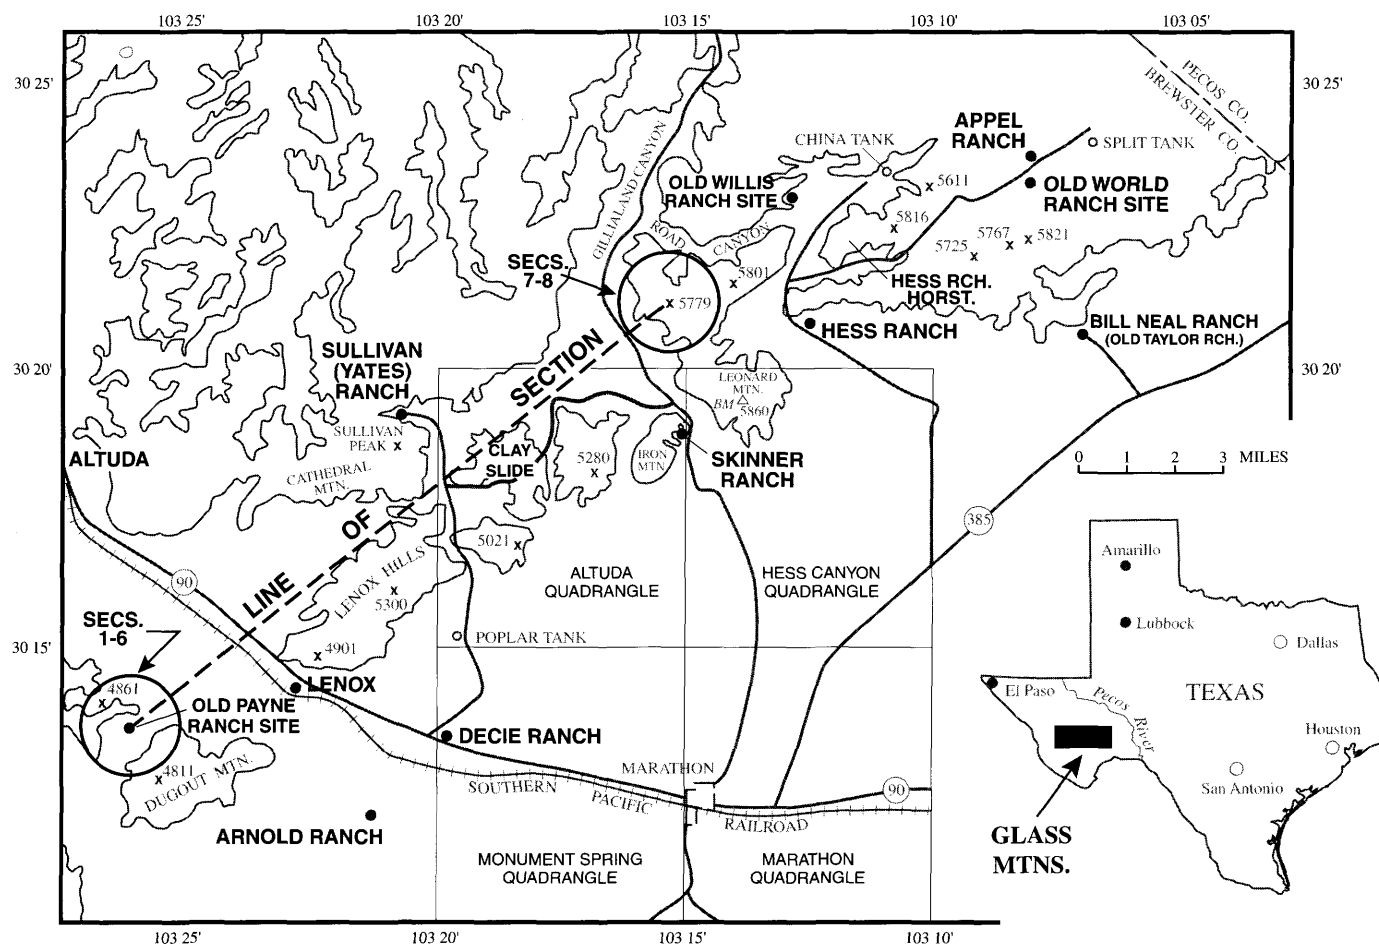 103 25'
103 20'
103 15'
103 10'
103 05'
30 25'
30 25'
PECOS CO.
BREWSTER CO.
GILLIALAND CANYON
CHINA TANK
APPEL
RANCH
SPLIT TANK
OLD WILLIS
RANCH SITE
5611
OLD WORLD
RANCH SITE
ROAD
CANYON
5816
5725
5767
5821
SECS.
7-8
5801
5779
HESS RCH.
HORST.
HESS RANCH
BILL NEAL RANCH
(OLD TAYLOR RCH.)
SULLIVAN
(YATES)
RANCH
30 20'
30 20'
LINE OF SECTION
LEONARD
MTN.
BM
5860
SULLIVAN
PEAK
ALTUDA
CATHEDRAL
MTN.
CLAY
SLIDE
5280
IRON
MTN.
SKINNER
RANCH
0
1
2
3
MILES
385
5021
LENOX HILLS
5300
90
ALTUDA
QUADRANGLE
HESS CANYON
QUADRANGLE
SECS.
1-6
POPLAR TANK
4901
30 15'
LENOX
4861
OLD PAYNE
RANCH SITE
DECIE RANCH
4811
DUGOUT MTN.
MARATHON
SOUTHERN
PACIFIC
RAILROAD
90
ARNOLD RANCH
MONUMENT SPRING
QUADRANGLE
MARATHON
QUADRANGLE
Amarillo
Lubbock
Dallas
El Paso
Pecos
River
TEXAS
Houston
San Antonio
GLASS
MTNS.
103 25'
103 20'
103 15'
103 10'